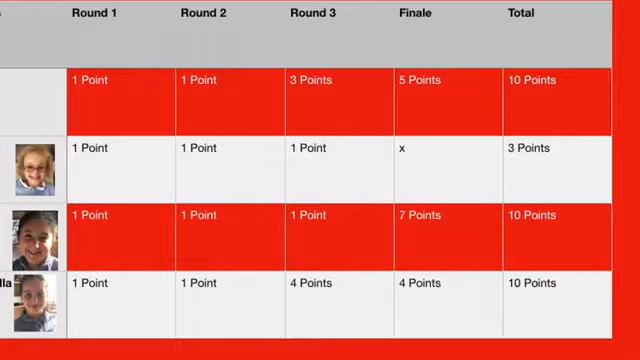 Round 1 Round 2 Round 3 Finale Total
1 Point 1 Point 3 Points 5 Points 10 Points
1 Point 1 Point 1 Point x 3 Points
1 Point 1 Point 1 Point 7 Points 10 Points
lla 1 Point 1 Point 4 Points 4 Points 10 Points